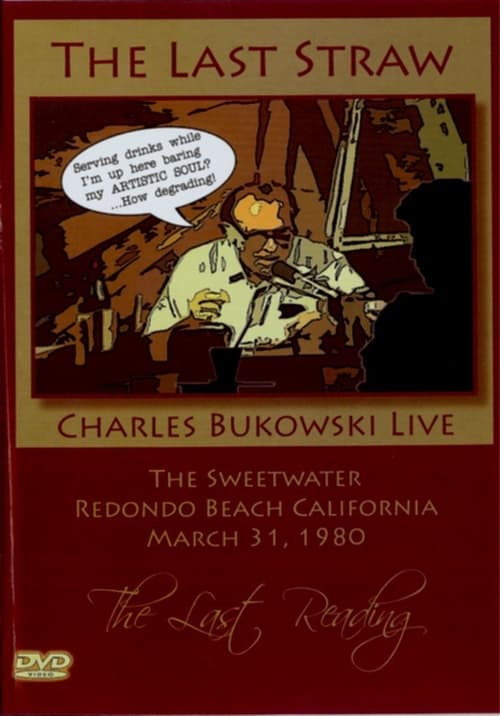 THE LAST STRAW
Serving drinks while
I'm up here baring
my ARTISTIC SOUL?
...How degrading!
CHARLES BUKOWSKI LIVE
THE SWEETWATER
REDONDO BEACH CALIFORNIA
MARCH 31, 1980
The Last Reading
DVD
VIDEO